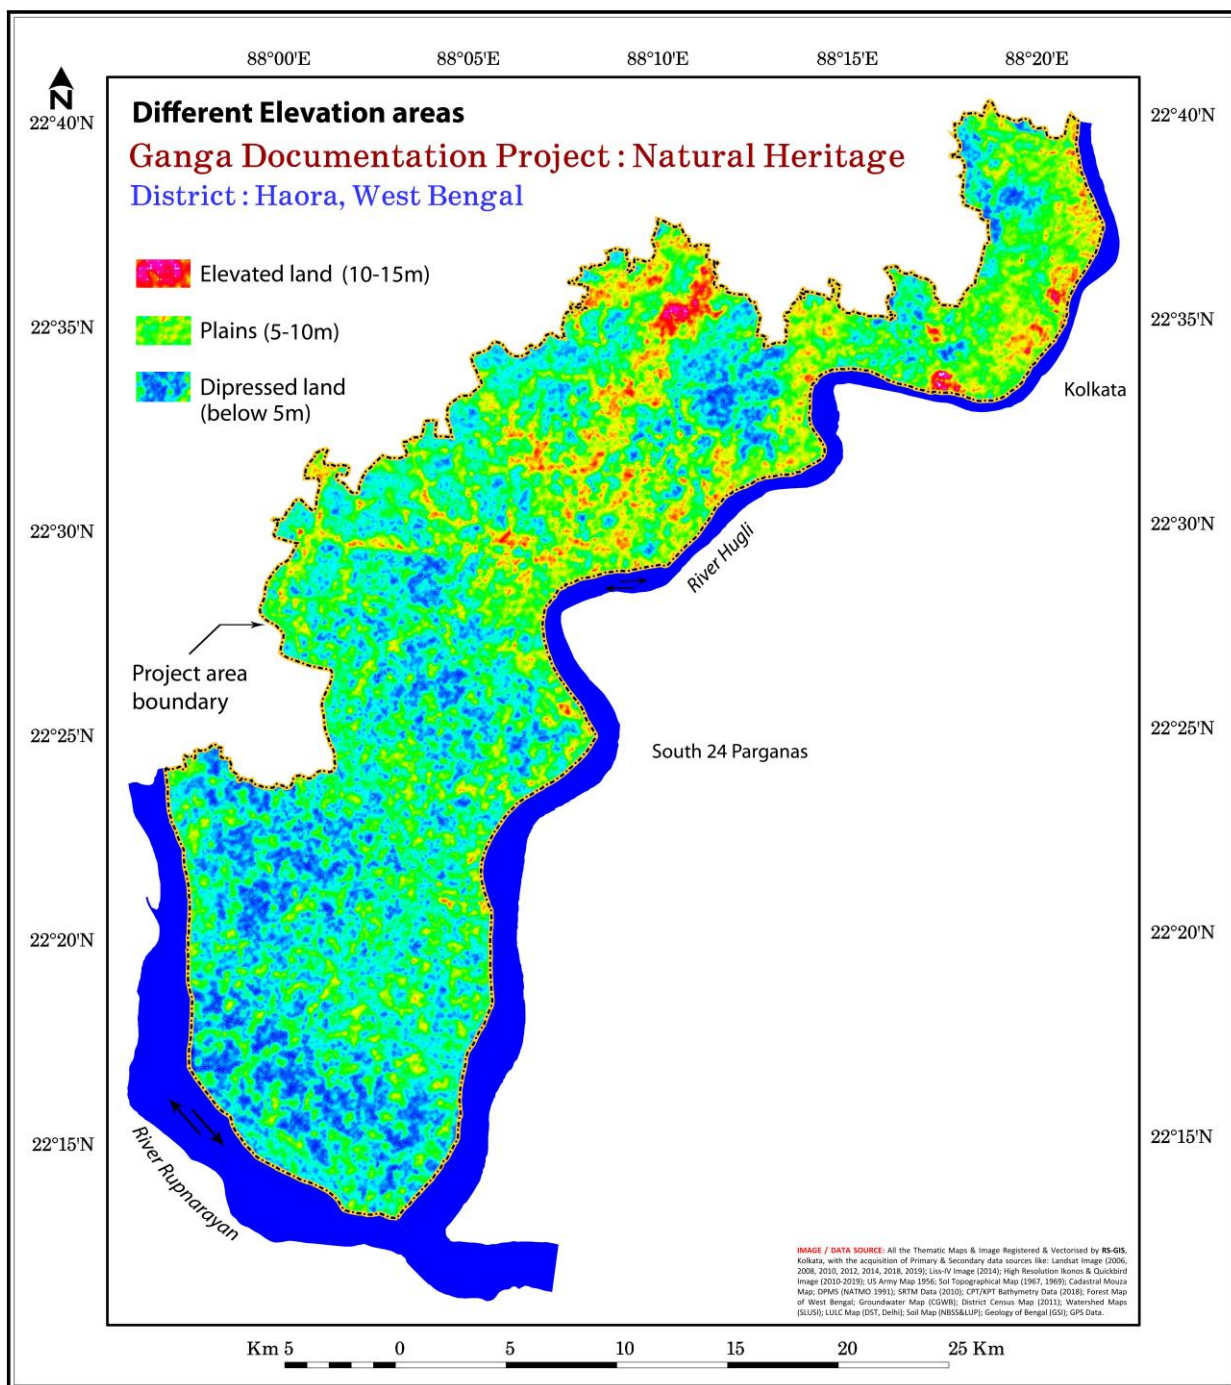 88°00'E 88°05'E 88°10'E 88°15'E 88°20'E
N
22°40'N
22°40'N
Different Elevation areas
Ganga Documentation Project : Natural Heritage
District : Haora, West Bengal
Elevated land (10-15m)
22°35'N
22°35'N
Plains (5-10m)
Dipressed land
(below 5m)
Kolkata
22°30'N
22°30'N
River Hugli
Project area
boundary
22°25'N
22°25'N
South 24 Parganas
22°20'N
22°20'N
22°15'N
22°15'N
River Rupnarayan
IMAGE / DATA SOURCE: All the Thematic Maps & Image Registered & Vectorised by RS-GIS,
Kolkata, with the acquisition of Primary & Secondary data sources like: Landsat Image (2006,
2008, 2010, 2012, 2014, 2018, 2019); Liss-IV Image (2014); High Resolution Ikonos & Quickbird
Image (2010-2019); US Army Map 1956; SoI Topographical Map (1967, 1969); Cadastral Mouza
Map; DPMS (NATMO 1991); SRTM Data (2010); CPT/KPT Bathymetry Data (2018); Forest Map
of West Bengal; Groundwater Map (CGWB); District Census Map (2011); Watershed Maps
(SLUSI); LULC Map (DST, Delhi); Soil Map (NBSS&LUP); Geology of Bengal (GSI); GPS Data.
Km 5 0 5 10 15 20 25 Km